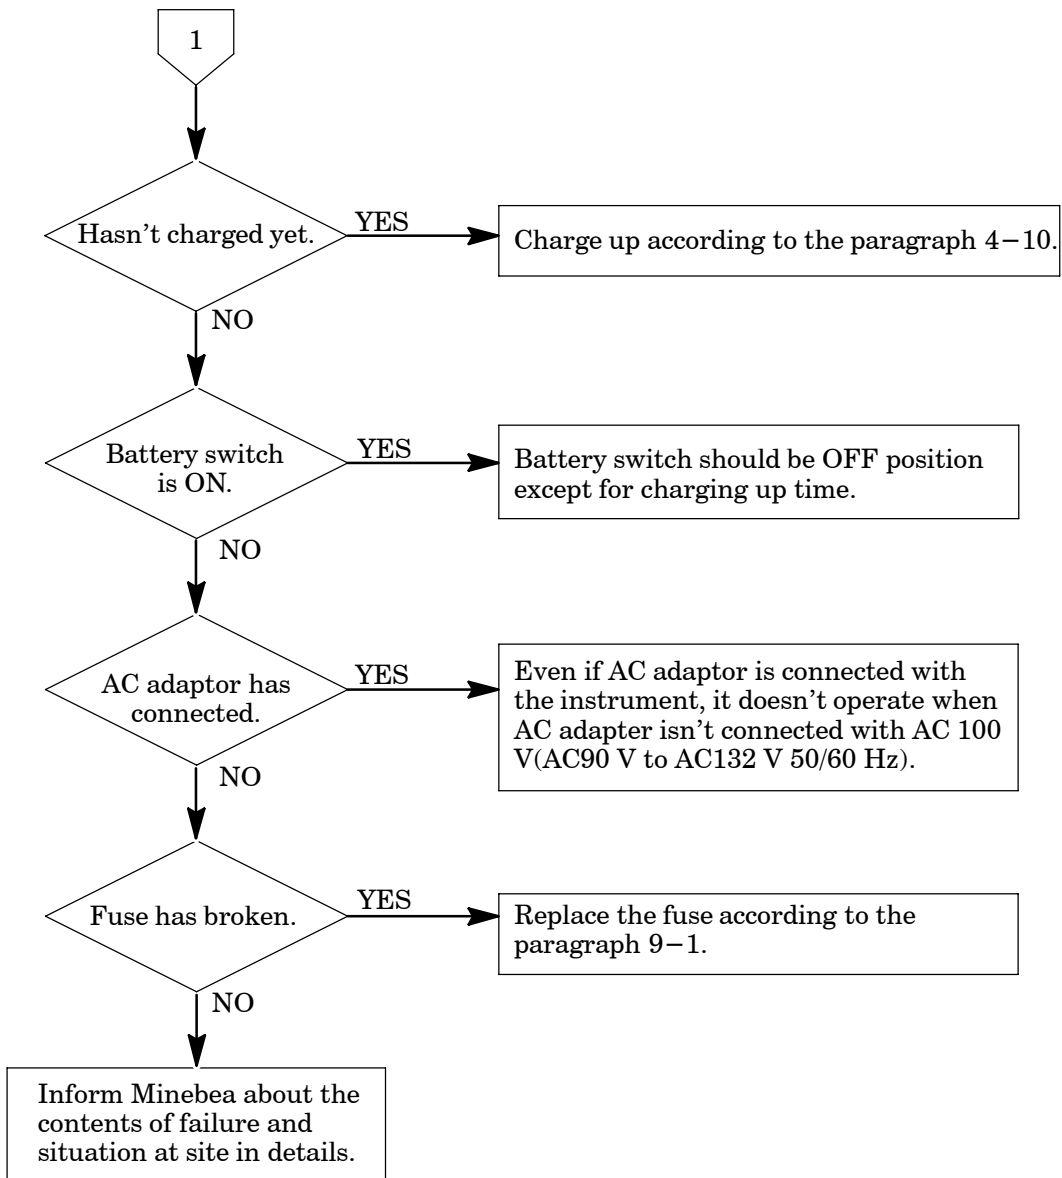 1
Hasn't charged yet.
YES
Charge up according to the paragraph 4−10.
NO
Battery switch
is ON.
YES
Battery switch should be OFF position
except for charging up time.
NO
AC adaptor has
connected.
YES
Even if AC adaptor is connected with
the instrument, it doesn't operate when
AC adapter isn't connected with AC 100
V(AC90 V to AC132 V 50/60 Hz).
NO
Fuse has broken.
YES
Replace the fuse according to the
paragraph 9−1.
NO
Inform Minebea about the
contents of failure and
situation at site in details.